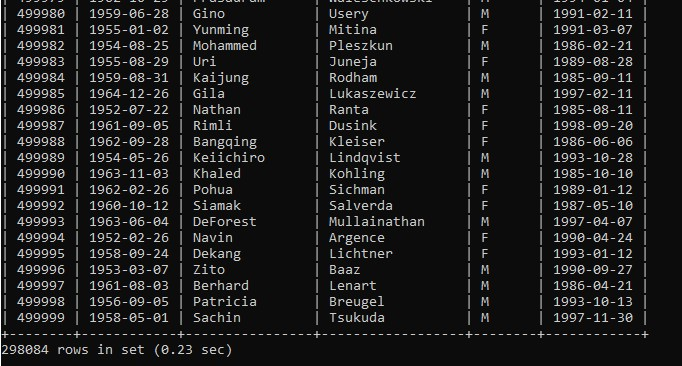 | 499980 | 1959-06-28 | Gino | Usery | M | 1991-02-11 |
| 499981 | 1955-01-02 | Yunming | Mitina | F | 1991-03-07 |
| 499982 | 1954-08-25 | Mohammed | Pleszkun | M | 1986-02-21 |
| 499983 | 1955-08-29 | Uri | Juneja | F | 1989-08-28 |
| 499984 | 1959-08-31 | Kaijung | Rodham | M | 1985-09-11 |
| 499985 | 1964-12-26 | Gila | Lukaszewicz | M | 1997-02-11 |
| 499986 | 1952-07-22 | Nathan | Ranta | F | 1985-08-11 |
| 499987 | 1961-09-05 | Rimli | Dusink | F | 1998-09-20 |
| 499988 | 1962-09-28 | Bangqing | Kleiser | F | 1986-06-06 |
| 499989 | 1954-05-26 | Keiichiro | Lindqvist | M | 1993-10-28 |
| 499990 | 1963-11-03 | Khaled | Kohling | M | 1985-10-10 |
| 499991 | 1962-02-26 | Pohua | Sichman | F | 1989-01-12 |
| 499992 | 1960-10-12 | Siamak | Salverda | F | 1987-05-10 |
| 499993 | 1963-06-04 | DeForest | Mullainathan | M | 1997-04-07 |
| 499994 | 1952-02-26 | Navin | Argence | F | 1990-04-24 |
| 499995 | 1958-09-24 | Dekang | Lichtner | F | 1993-01-12 |
| 499996 | 1953-03-07 | Zito | Baaz | M | 1990-09-27 |
| 499997 | 1961-08-03 | Berhard | Lenart | M | 1986-04-21 |
| 499998 | 1956-09-05 | Patricia | Breugel | M | 1993-10-13 |
| 499999 | 1958-05-01 | Sachin | Tsukuda | M | 1997-11-30 |
298084 rows in set (0.23 sec)